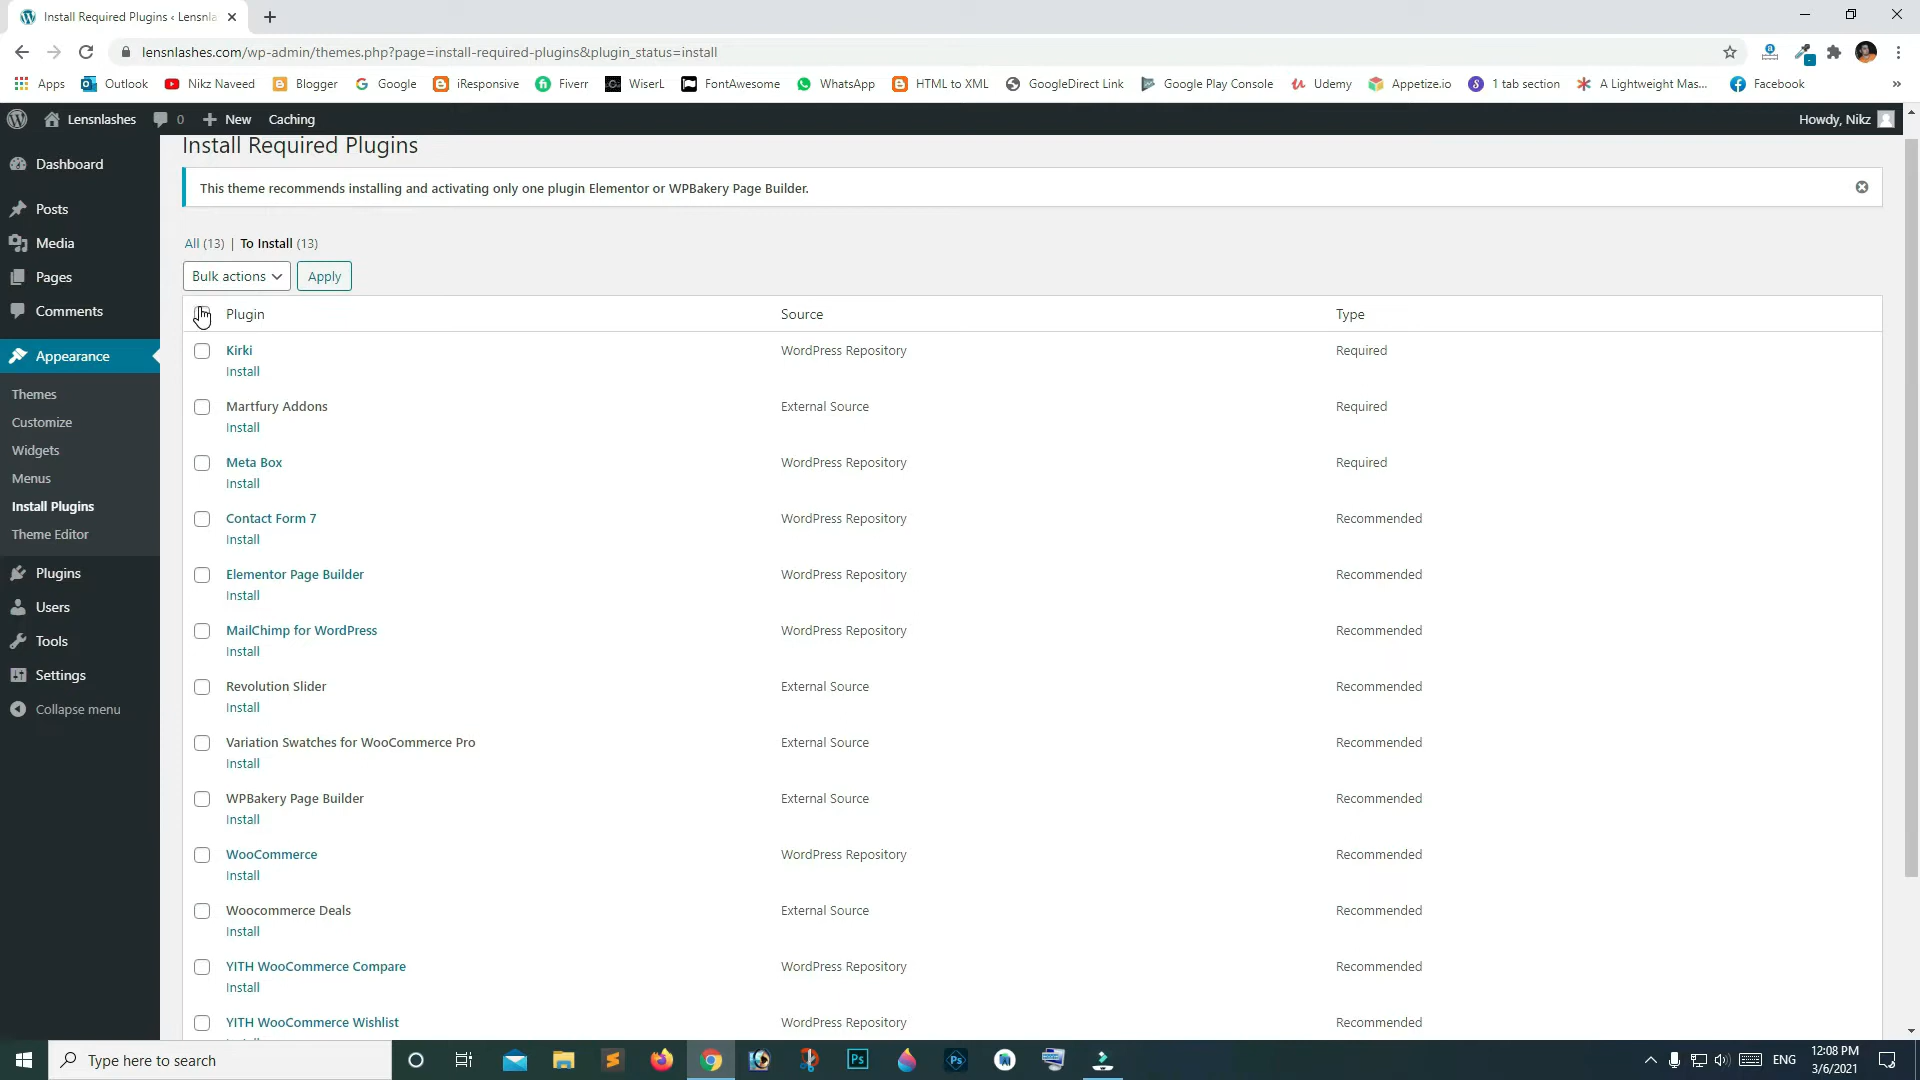 Install Required Plugins ‹ Lensnla
lensnlashes.com/wp-admin/themes.php?page=install-required-plugins&plugin_status=install
Apps Outlook Nikz Naveed Blogger Google iResponsive Fiverr WiserL FontAwesome WhatsApp HTML to XML GoogleDirect Link Google Play Console Udemy Appetize.io 1 tab section A Lightweight Mas... Facebook »
Lensnlashes 0 New Caching Howdy, Nikz
Install Required Plugins
This theme recommends installing and activating only one plugin Elementor or WPBakery Page Builder.
All (13) | To Install (13)
Bulk actions Apply
Plugin Source Type
Kirki WordPress Repository Required
Install
Martfury Addons External Source Required
Install
Meta Box WordPress Repository Required
Install
Contact Form 7 WordPress Repository Recommended
Install
Elementor Page Builder WordPress Repository Recommended
Install
MailChimp for WordPress WordPress Repository Recommended
Install
Revolution Slider External Source Recommended
Install
Variation Swatches for WooCommerce Pro External Source Recommended
Install
WPBakery Page Builder External Source Recommended
Install
WooCommerce WordPress Repository Recommended
Install
Woocommerce Deals External Source Recommended
Install
YITH WooCommerce Compare WordPress Repository Recommended
Install
YITH WooCommerce Wishlist WordPress Repository Recommended
Dashboard
Posts
Media
Pages
Comments
Appearance
Themes
Customize
Widgets
Menus
Install Plugins
Theme Editor
Plugins
Users
Tools
Settings
Collapse menu
Type here to search
Ps
Ps
ENG
12:08 PM
3/6/2021